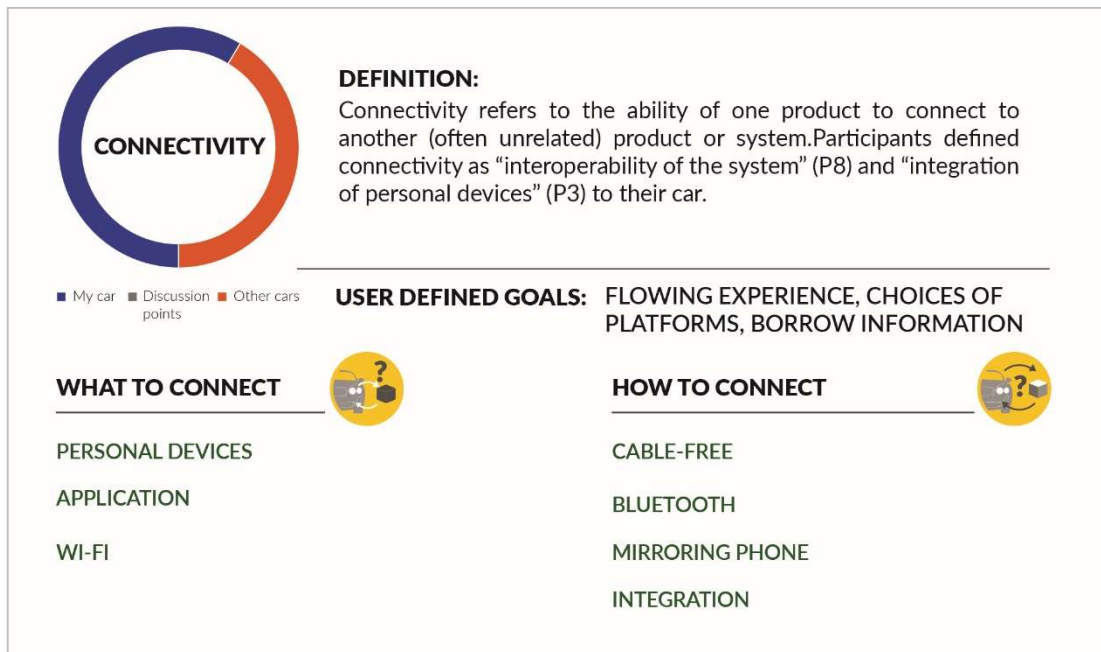 CONNECTIVITY
DEFINITION:
Connectivity refers to the ability of one product to connect to
another (often unrelated) product or system.Participants defined
connectivity as “interoperability of the system” (P8) and “integration
of personal devices” (P3) to their car.
My car
Discussion
points
Other cars
USER DEFINED GOALS: FLOWING EXPERIENCE, CHOICES OF
PLATFORMS, BORROW INFORMATION
WHAT TO CONNECT
?
PERSONAL DEVICES
APPLICATION
WI-FI
HOW TO CONNECT
?
CABLE-FREE
BLUETOOTH
MIRRORING PHONE
INTEGRATION